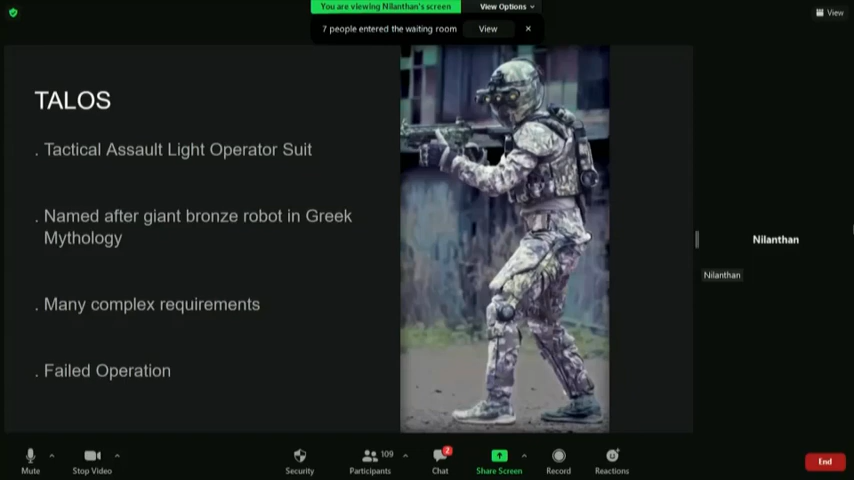 You are viewing Nilanthan's screen
View Options
View
7 people entered the waiting room
View
TALOS
. Tactical Assault Light Operator Suit
. Named after giant bronze robot in Greek
Mythology
. Many complex requirements
. Failed Operation
Nilanthan
Nilanthan
Mute
Stop Video
Security
109
Participants
2
Chat
Share Screen
Record
Reactions
End